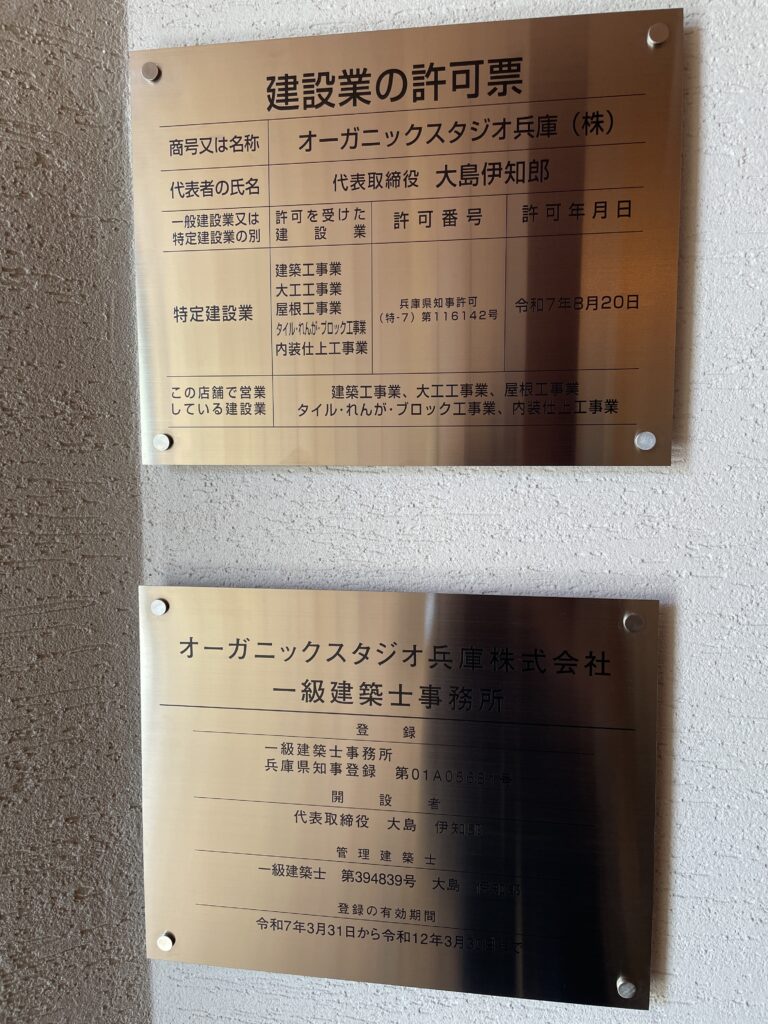 建設業の許可票
商号又は名称 オーガニックスタジオ兵庫（株）
代表者の氏名 代表取締役 大島伊知郎
一般建設業又は特定建設業の別 許可を受けた建設業 許可番号 許可年月日
特定建設業
建築工事業
大工工事業
屋根工事業
タイル・れんが・ブロック工事業
内装仕上工事業
兵庫県知事許可
（特-7）第116142号
令和7年8月20日
この店舗で営業している建設業
建築工事業、大工工事業、屋根工事業
タイル・れんが・ブロック工事業、内装仕上工事業
オーガニックスタジオ兵庫株式会社
一級建築士事務所
登録
一級建築士事務所
兵庫県知事登録 第
開設者
代表取締役 大島 伊知郎
管理建築士
一級建築士 第394839号 大島 伊知郎
登録の有効期間
令和7年3月31日から令和12年3月30日まで